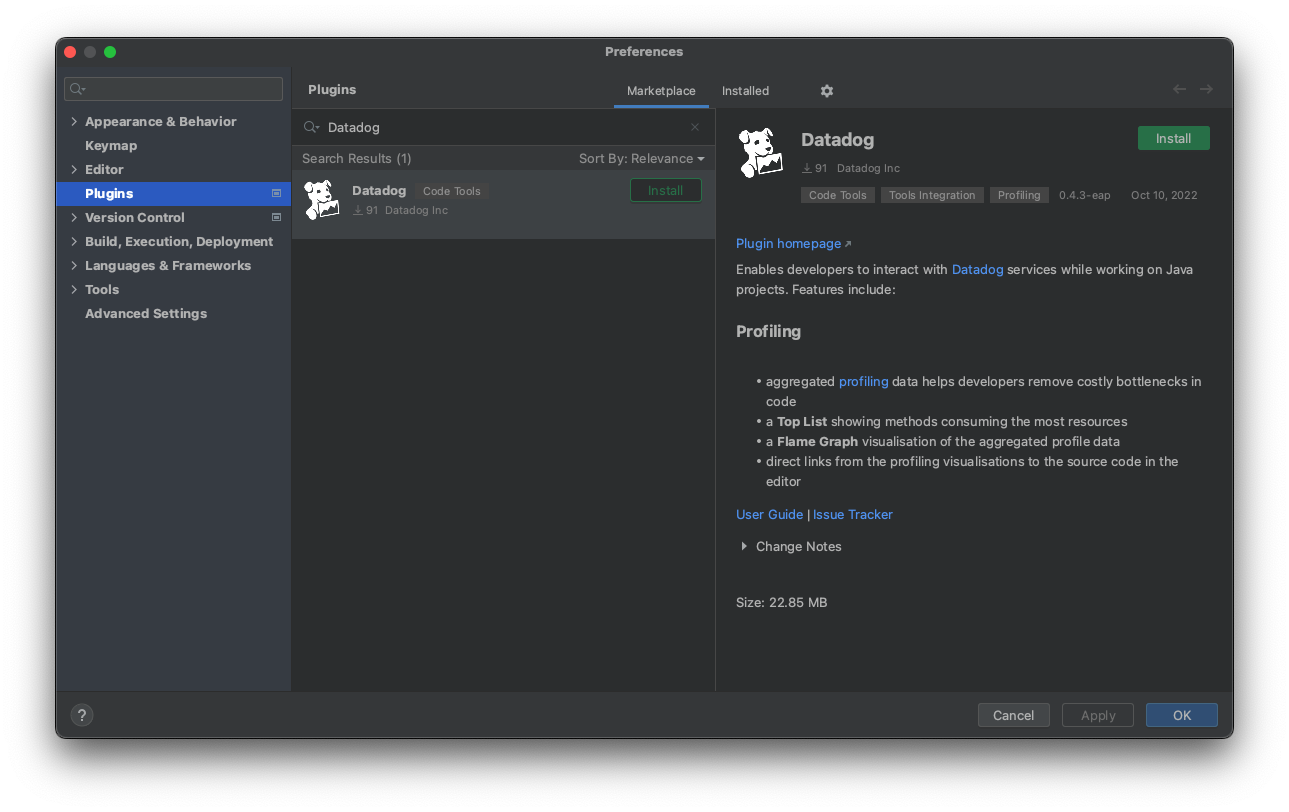 Preferences
Appearance & Behavior
Keymap
Editor
Plugins
Version Control
Build, Execution, Deployment
Languages & Frameworks
Tools
Advanced Settings
Plugins
Marketplace
Installed
Datadog
Search Results (1)
Sort By: Relevance
Datadog
Code Tools
Install
91 Datadog Inc
Datadog
Install
91 Datadog Inc
Code Tools
Tools Integration
Profiling
0.4.3-eap
Oct 10, 2022
Plugin homepage
Enables developers to interact with Datadog services while working on Java
projects. Features include:
Profiling
• aggregated profiling data helps developers remove costly bottlenecks in
code
• a Top List showing methods consuming the most resources
• a Flame Graph visualisation of the aggregated profile data
• direct links from the profiling visualisations to the source code in the
editor
User Guide | Issue Tracker
Change Notes
Size: 22.85 MB
?
Cancel
Apply
OK